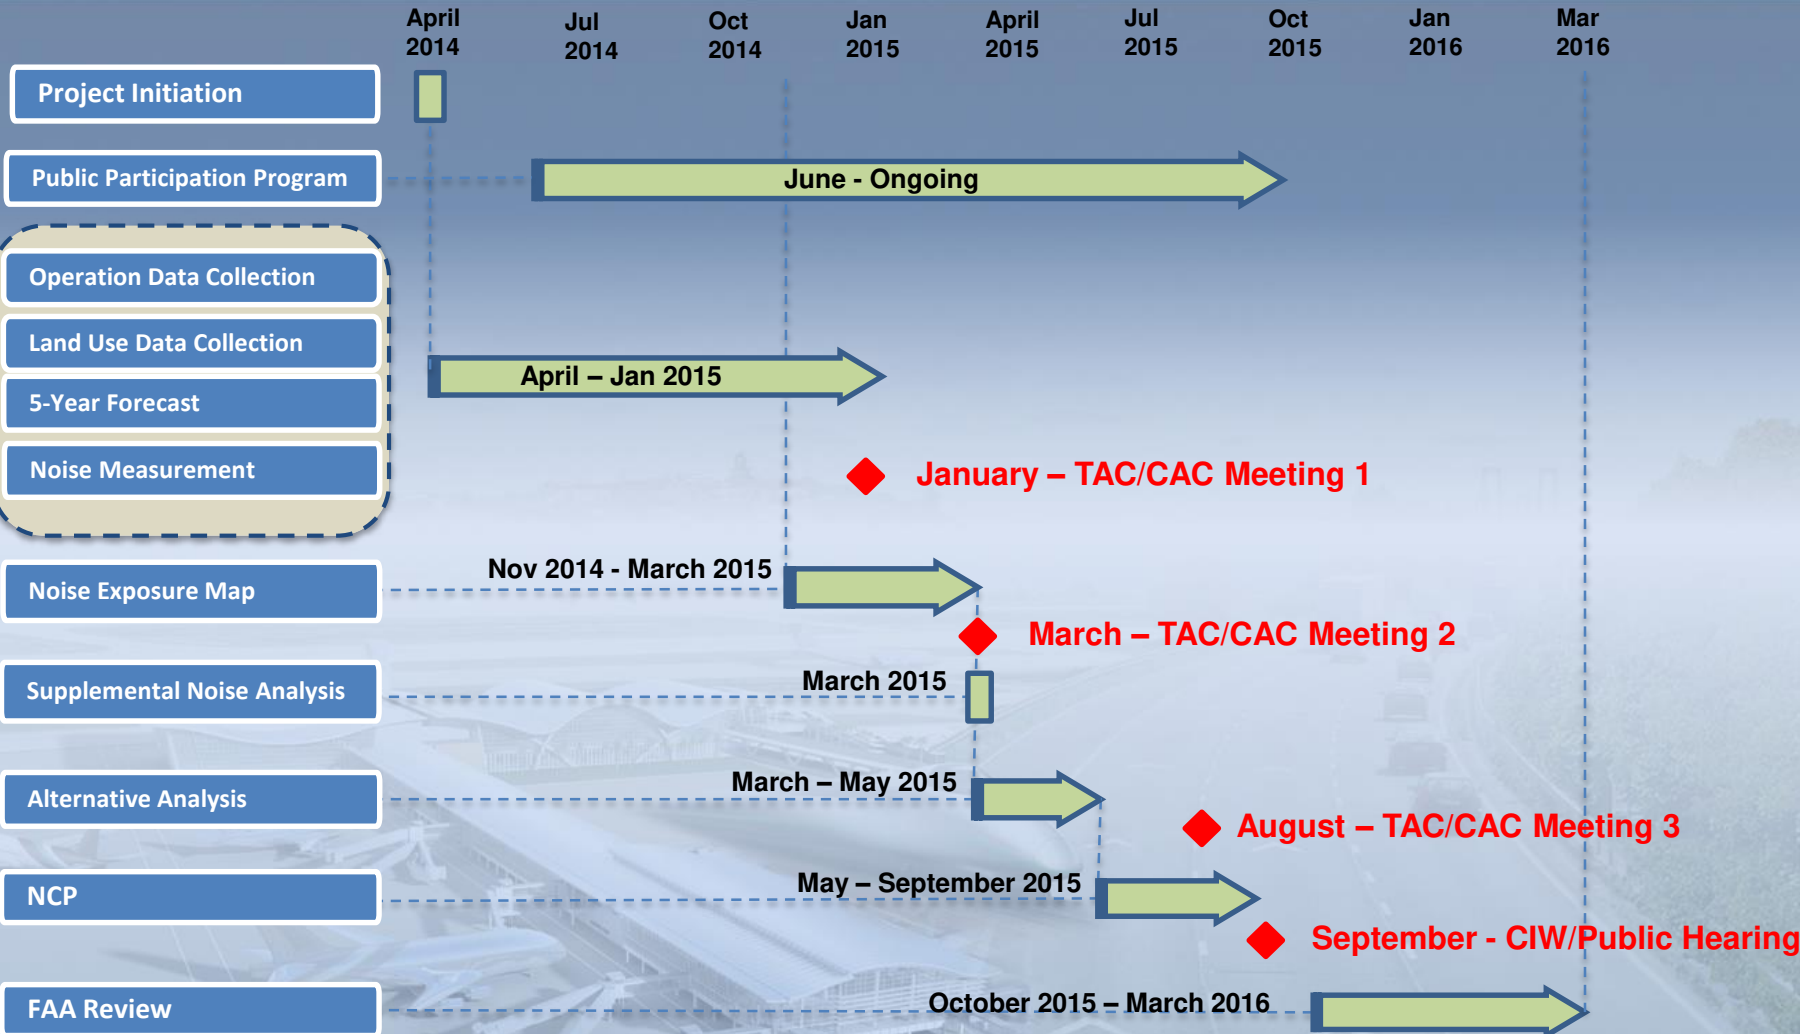 April Jul Oct Jan April Jul Oct Jan Mar
2014 2014 2014 2015 2015 2015 2015 2016 2016
Project Initiation
Public Participation Program
June - Ongoing
Operation Data Collection
Land Use Data Collection
April – Jan 2015
5-Year Forecast
Noise Measurement
January – TAC/CAC Meeting 1
Nov 2014 - March 2015
Noise Exposure Map
March – TAC/CAC Meeting 2
Supplemental Noise Analysis
March 2015
March – May 2015
Alternative Analysis
August – TAC/CAC Meeting 3
May – September 2015
NCP
September - CIW/Public Hearing
October 2015 – March 2016
FAA Review